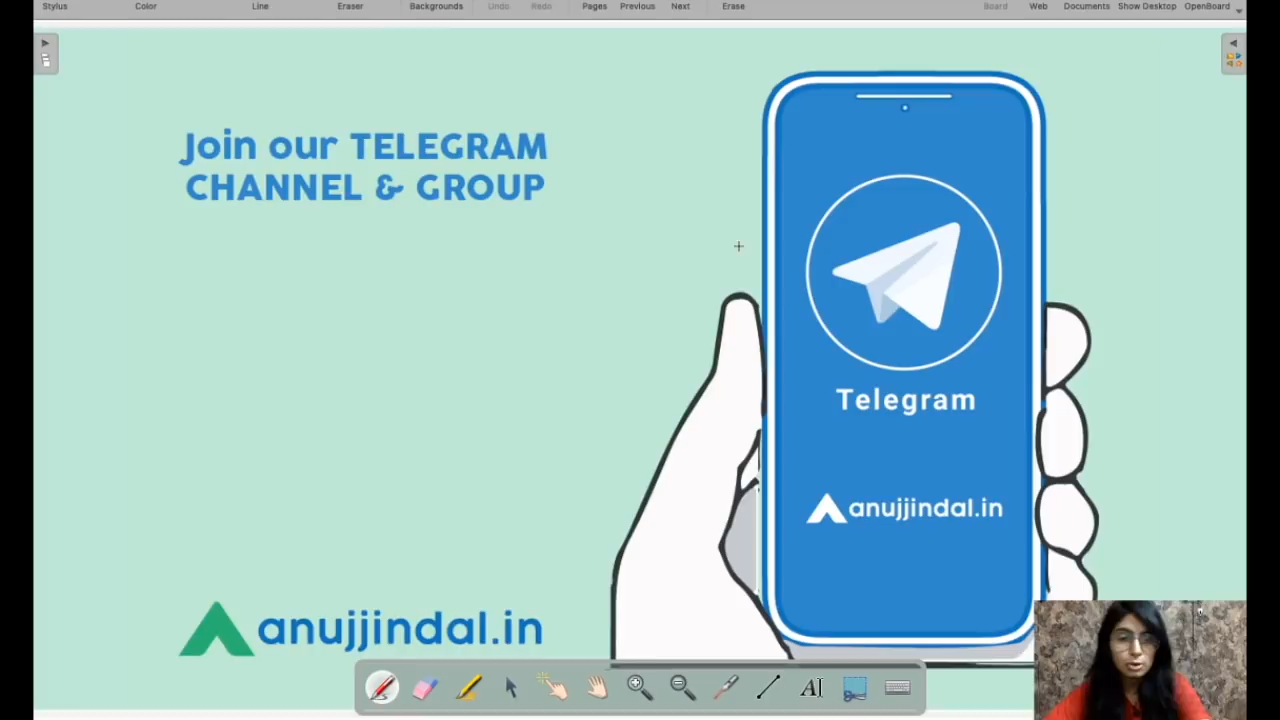 Stylus Color Line Eraser Backgrounds Undo Redo Pages Previous Next Erase Board Web Documents Show Desktop OpenBoard
Join our TELEGRAM
CHANNEL & GROUP
Telegram
anujjindal.in
anujjindal.in
AI